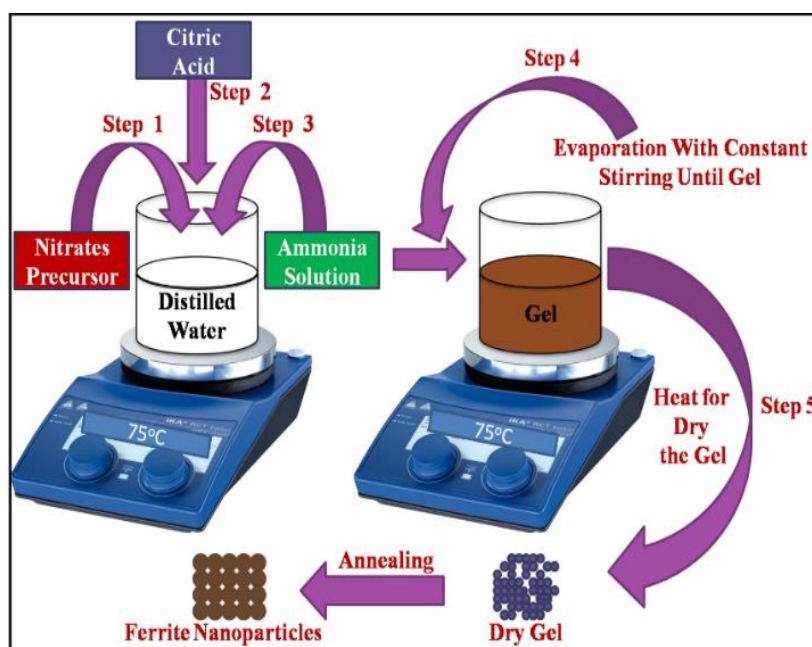 Citric
Acid
Step 1
Step 2
Step 3
Nitrates
Precursor
Distilled
Water
Ammonia
Solution
75°C
Step 4
Evaporation With Constant
Stirring Until Gel
Gel
75°C
Heat for
Dry
the Gel
Step 5
Annealing
Ferrite Nanoparticles
Dry Gel